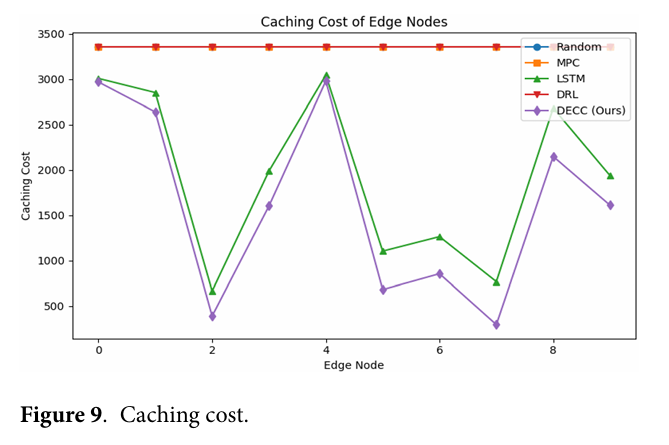 Caching Cost of Edge Nodes
3500
3000
2500
2000
1500
1000
500
Caching Cost
Random
MPC
LSTM
DRL
DECC (Ours)
0
2
4
6
8
Edge Node
Figure 9. Caching cost.